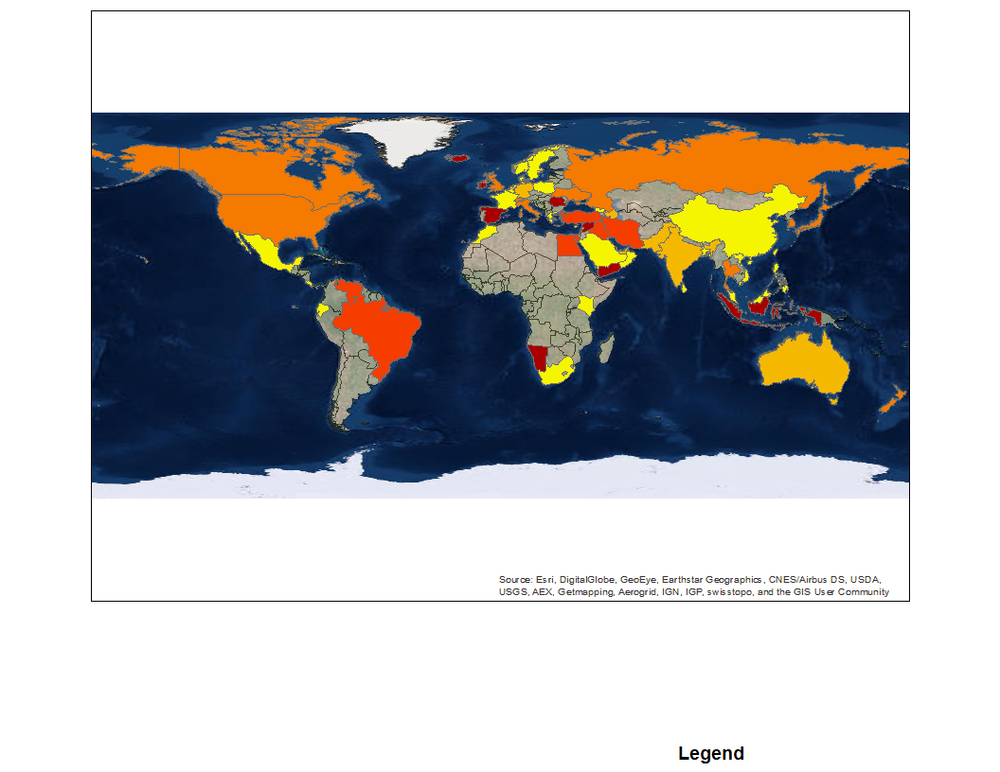 Source: Esri, DigitalGlobe, GeoEye, Earthstar Geographics, CNES/Airbus DS, USDA,
USGS, AEX, Getmapping, Aerogrid, IGN, IGP, swisstopo, and the GIS User Community
Legend